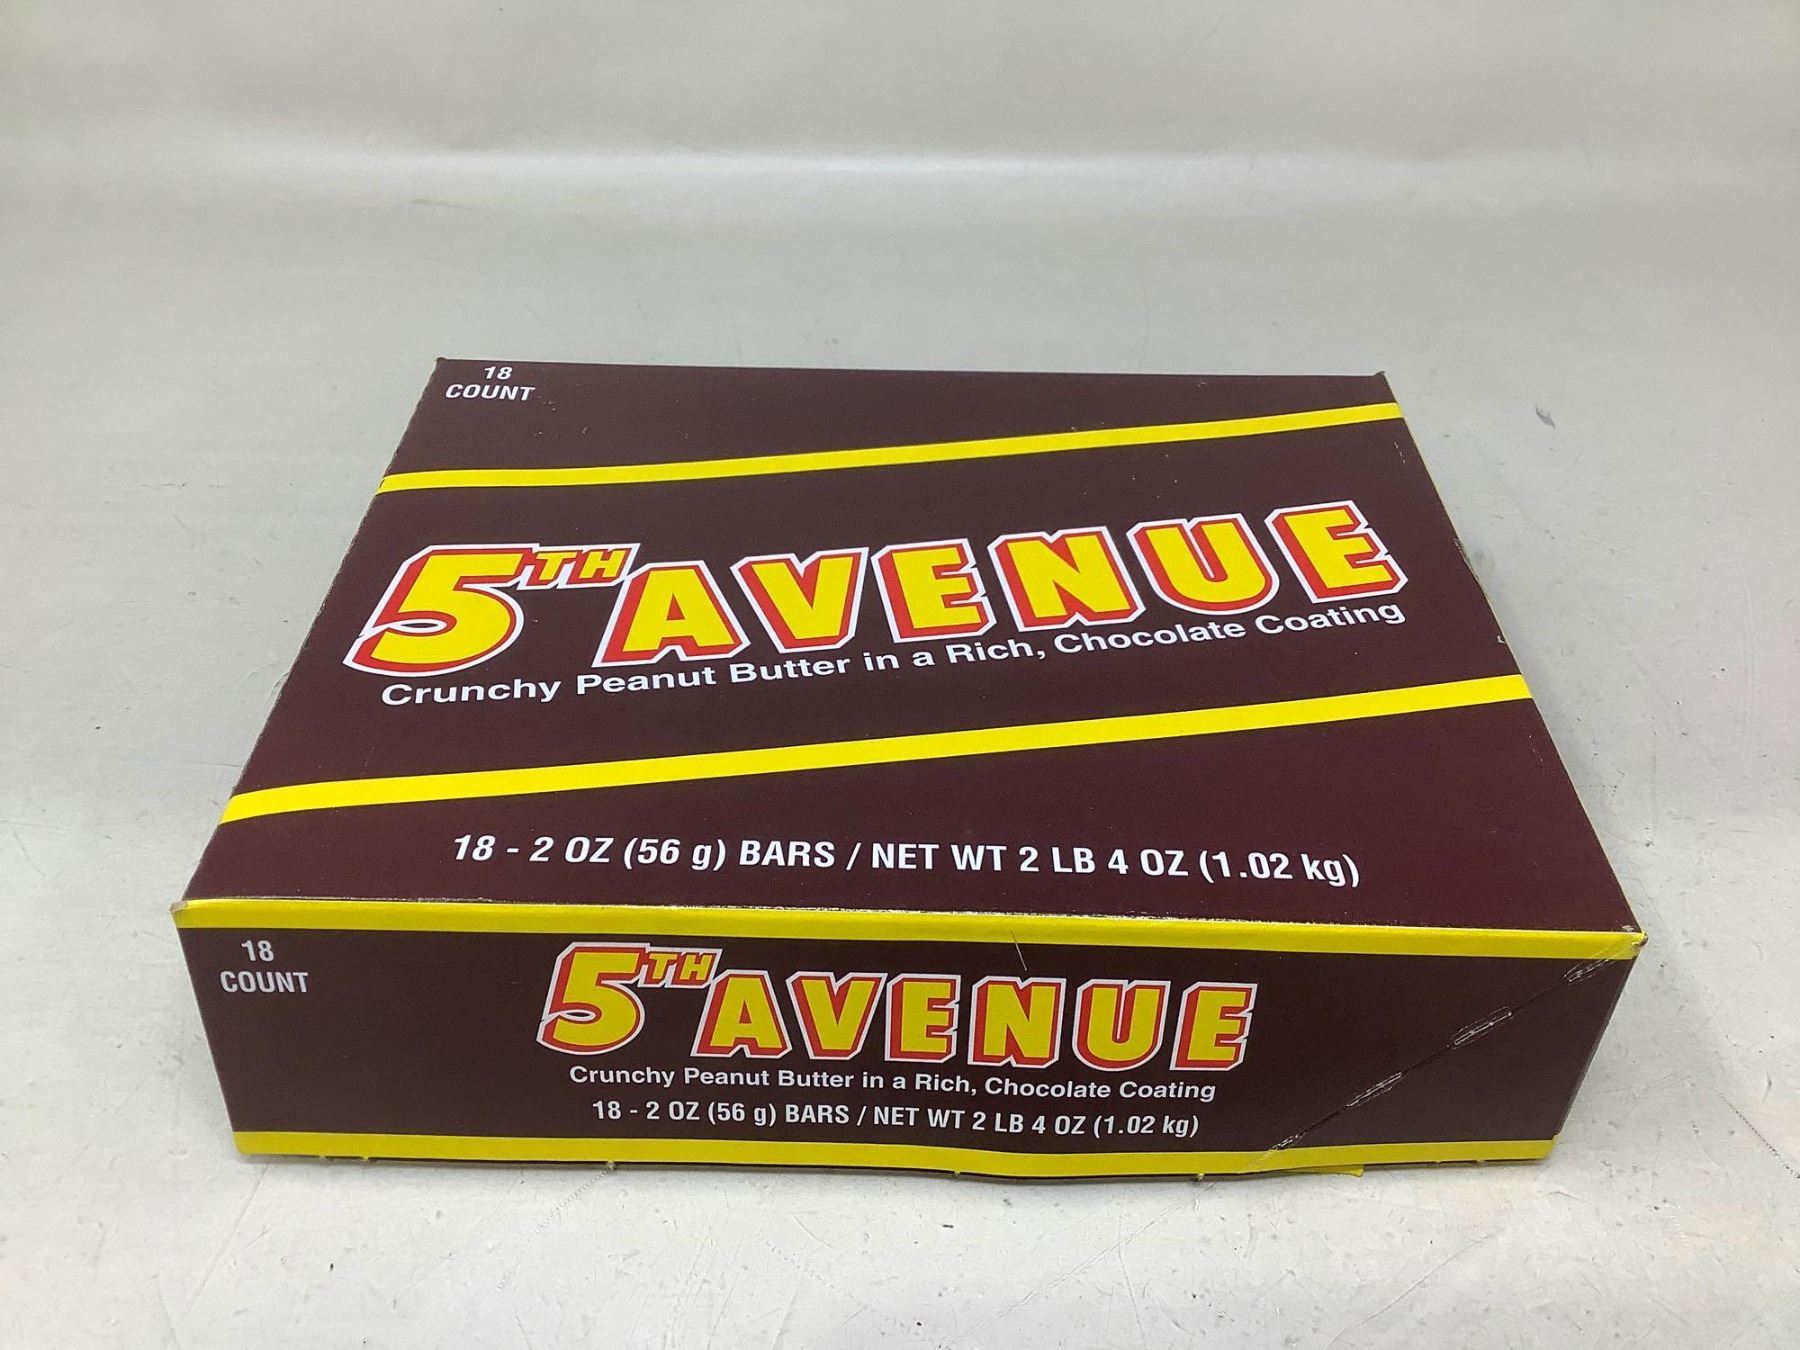 18
COUNT
5TH AVENUE
Crunchy Peanut Butter in a Rich, Chocolate Coating
18 - 2 OZ (56 g) BARS / NET WT 2 LB 4 OZ (1.02 kg)
18
COUNT
5TH AVENUE
Crunchy Peanut Butter in a Rich, Chocolate Coating
18 - 2 OZ (56 g) BARS / NET WT 2 LB 4 OZ (1.02 kg)